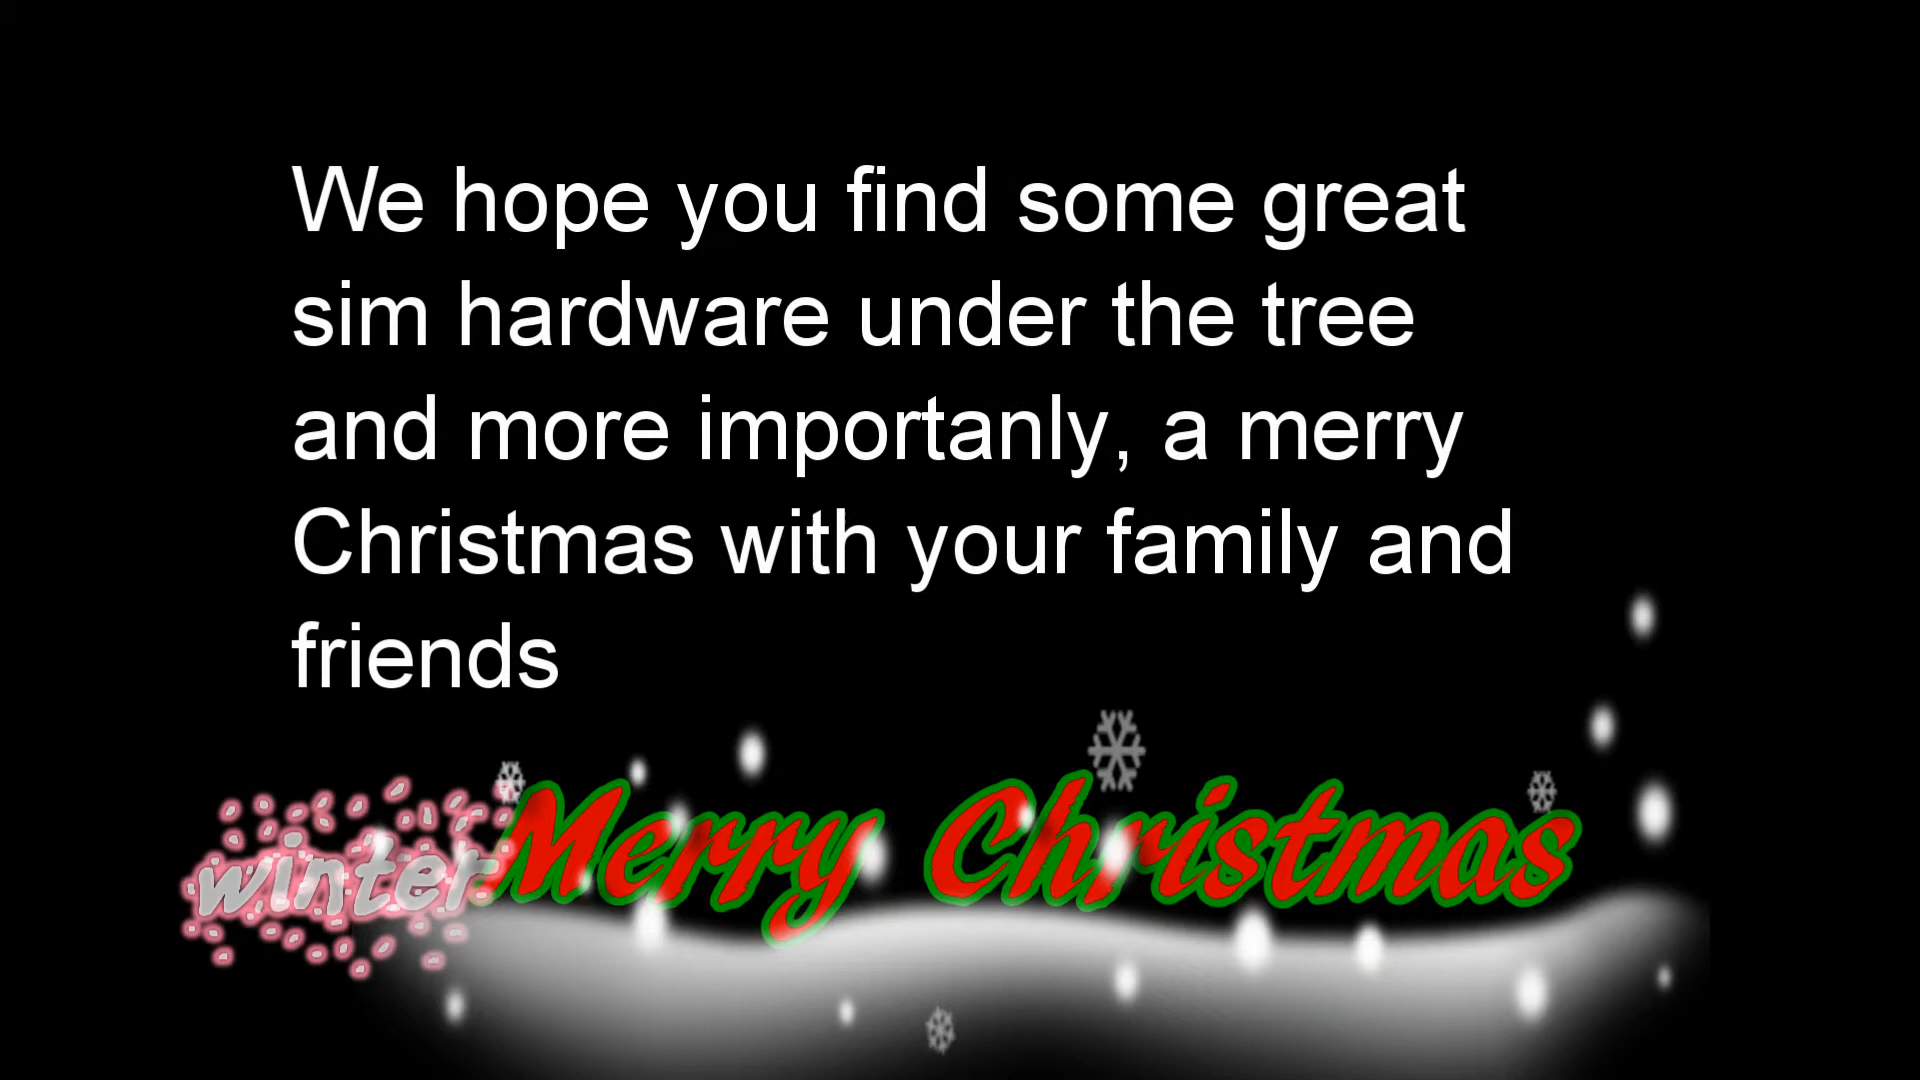 We hope you find some great
sim hardware under the tree
and more importanly, a merry
Christmas with your family and
friends
winter Merry Christmas